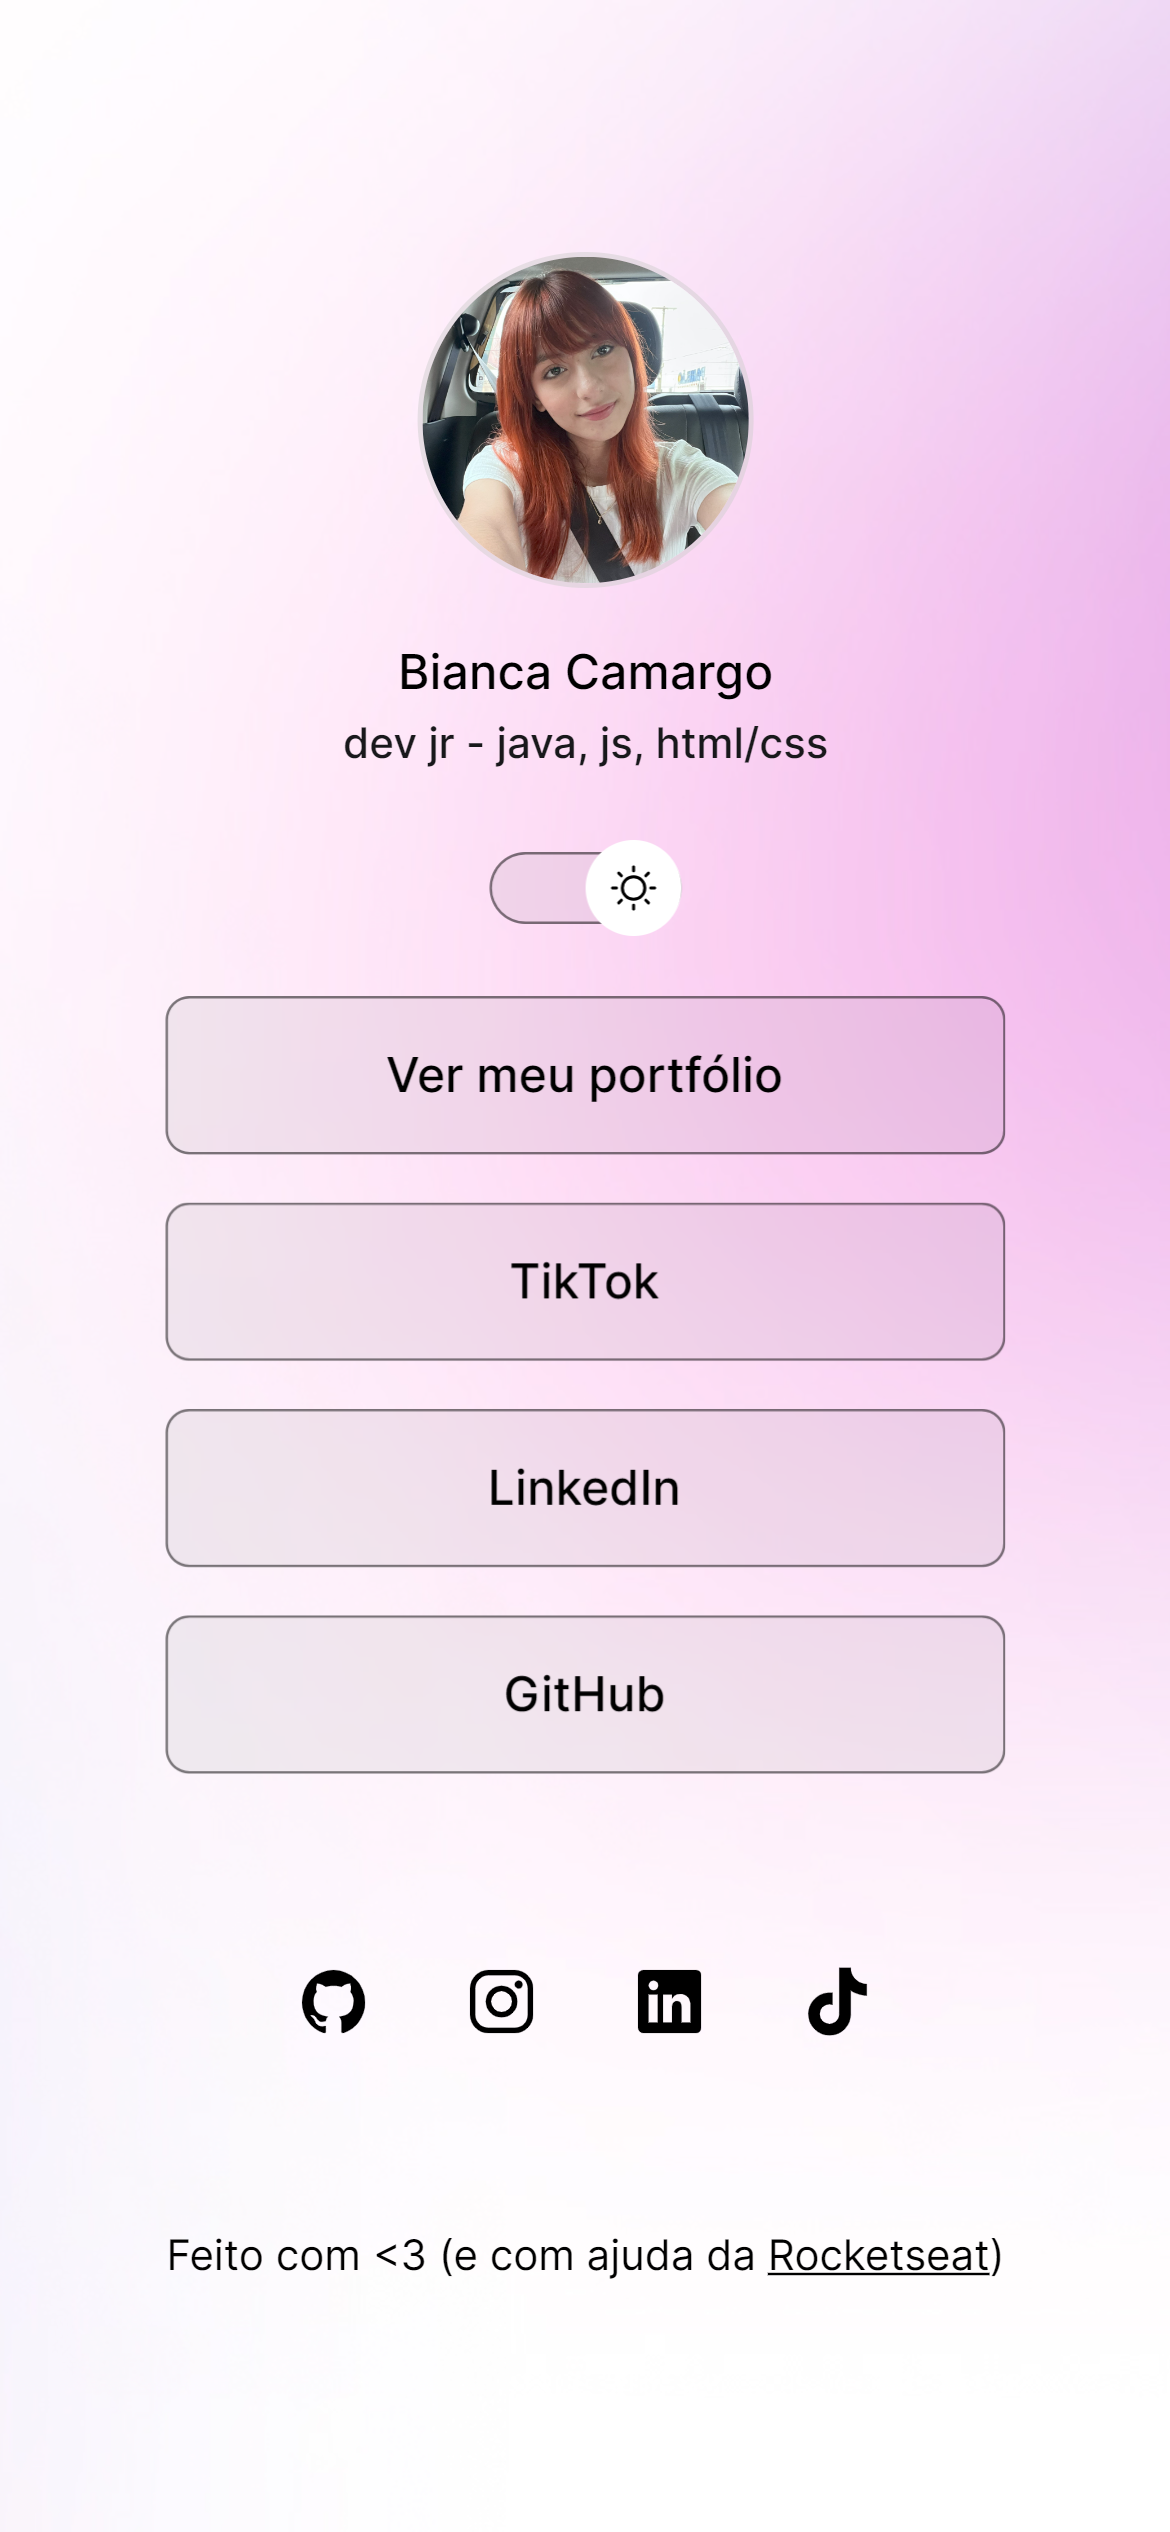 Bianca Camargo
dev jr - java, js, html/css
Ver meu portfólio
TikTok
LinkedIn
GitHub
in
Feito com <3 (e com ajuda da Rocketseat)